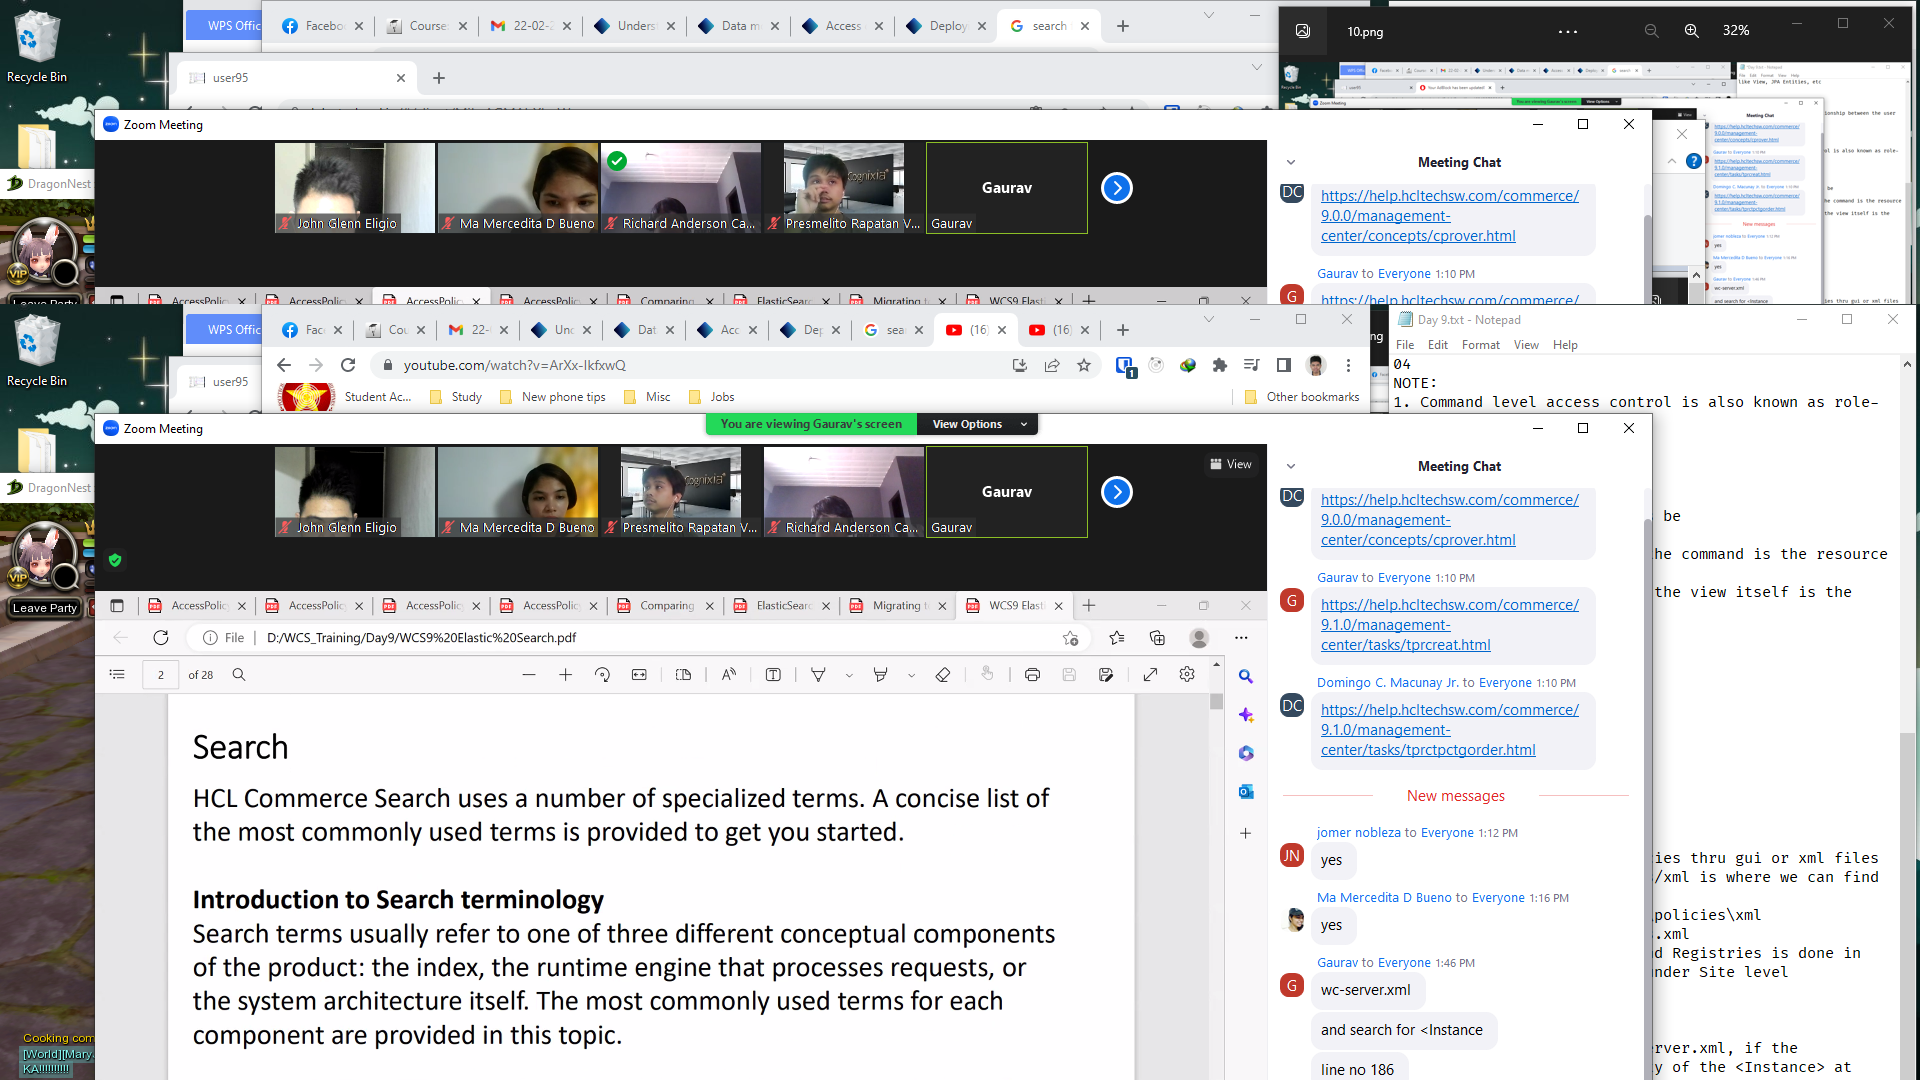 Recycle Bin
WPS Offic
Facebo
Course
22-02-2
Underst
Data m
Access
Deploy
search
10.png
32%
user95
Zoom Meeting
John Glenn Eligio
Ma Mercedita D Bueno
Richard Anderson Ca...
Presmelito Rapatan V...
Gaurav
Gaurav
Meeting Chat
DC
https://help.hcltechsw.com/commerce/
9.0.0/management-
center/concepts/cprover.html
Gaurav to Everyone 1:10 PM
G
https://help.hcltechsw.com/commerce/
DragonNest
VIP
Leave Party
AccessPolic
AccessPolic
AccessPolic
AccessPolic
Comparing
ElasticSear
Migrating t
WCS9 Elasti
Recycle Bin
WPS Offic
Fac
Cou
22-
Unc
Dat
Acc
Dep
sea
(16)
(16)
user95
youtube.com/watch?v=ArXx-lkfxwQ
Student Ac...
Study
New phone tips
Misc
Jobs
Other bookmarks
Day 9.txt - Notepad
File Edit Format View Help
04
NOTE:
1. Command level access control is also known as role-
be
he command is the resource
the view itself is the
ies thru gui or xml files
/xml is where we can find
\policies\xml
.xml
d Registries is done in
under Site level
erver.xml, if the
y of the <Instance> at
Zoom Meeting
You are viewing Gaurav's screen
View Options
View
John Glenn Eligio
Ma Mercedita D Bueno
Presmelito Rapatan V...
Richard Anderson Ca...
Gaurav
Gaurav
DragonNest
VIP
Leave Party
AccessPolic
AccessPolic
AccessPolic
AccessPolic
Comparing
ElasticSear
Migrating t
WCS9 Elasti
File
D:/WCS_Training/Day9/WCS9%20Elastic%20Search.pdf
2 of 28
Search
HCL Commerce Search uses a number of specialized terms. A concise list of
the most commonly used terms is provided to get you started.
Introduction to Search terminology
Search terms usually refer to one of three different conceptual components
of the product: the index, the runtime engine that processes requests, or
the system architecture itself. The most commonly used terms for each
component are provided in this topic.
Meeting Chat
DC
https://help.hcltechsw.com/commerce/
9.0.0/management-
center/concepts/cprover.html
Gaurav to Everyone 1:10 PM
G
https://help.hcltechsw.com/commerce/
9.1.0/management-
center/tasks/tprcreat.html
Domingo C. Macunay Jr. to Everyone 1:10 PM
DC
https://help.hcltechsw.com/commerce/
9.1.0/management-
center/tasks/tprctpctgorder.html
New messages
jomer nobleza to Everyone 1:12 PM
JN
yes
Ma Mercedita D Bueno to Everyone 1:16 PM
yes
Gaurav to Everyone 1:46 PM
G
wc-server.xml
and search for <Instance
line no 186
Cooking com
[World][Mary
KA!!!!!!!!!!